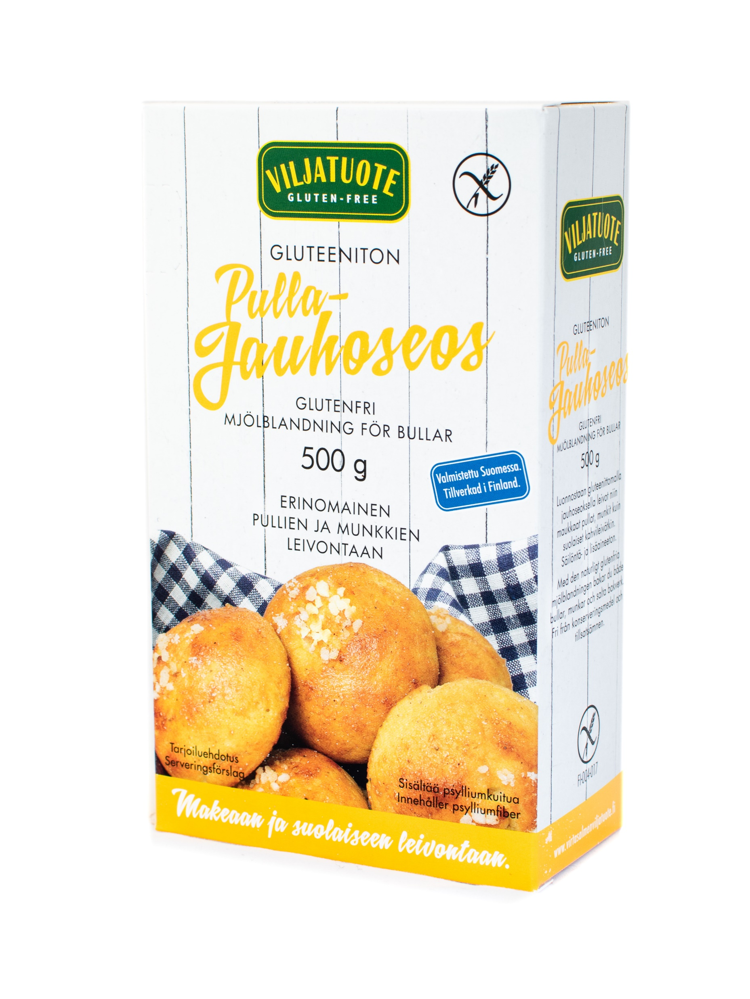 VILJATUOTE
GLUTEN-FREE
GLUTEENITON
Pulla-
Jauhoseos
GLUTENFRI
MJÖLBLANDNING FÖR BULLAR
500 g
Valmistettu Suomessa.
Tillverkad i Finland.
ERINOMAINEN
PULLIEN JA MUNKKIEN
LEIVONTAAN
Tarjoiluehdotus
Serveringsförslag
Sisältää psylliumkuitua
Innehåller psylliumfiber
Makeaan ja suolaiseen leivontaan.
VILJATUOTE
GLUTEN-FREE
GLUTEENITON
Pulla-
Jauhoseos
GLUTENFRI
MJÖLBLANDNING FÖR BULLAR
500 g
Luonnostaan gluteenittomalla
jauhoseoksella leivot niin
maukkaat pullat, munkit kuin
suolaiset kahvileivätkin.
Säilöntä- ja lisäaineeton.
Med den naturligt glutenfria
mjölblandningen bakar du både
bullar, munkar och salta bakverk.
Fri från konserveringsmedel och
tillsatsämnen.
FI-004-017
www.virtasalmenviljatuote.fi